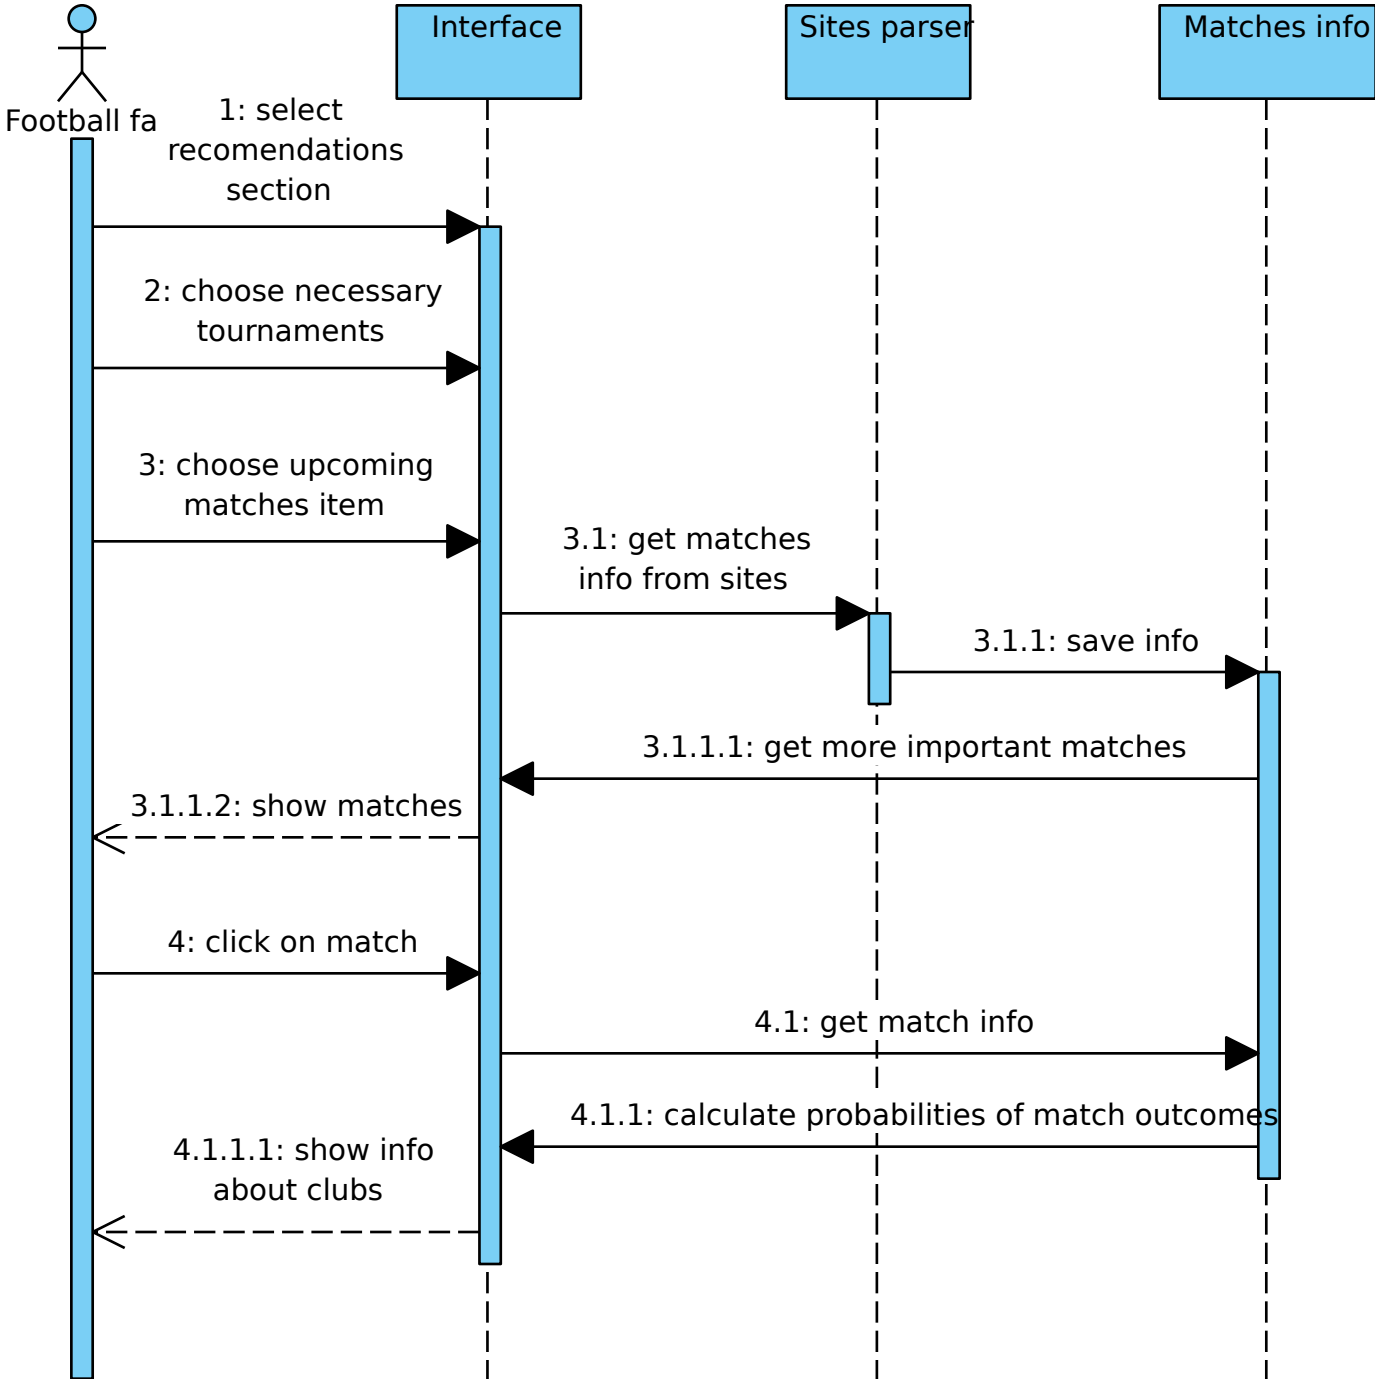 Interface
Sites parser
Matches info
Football fa
1: select
recomendations
section
2: choose necessary
tournaments
3: choose upcoming
matches item
3.1: get matches
info from sites
3.1.1: save info
3.1.1.1: get more important matches
3.1.1.2: show matches
4: click on match
4.1: get match info
4.1.1: calculate probabilities of match outcomes
4.1.1.1: show info
about clubs